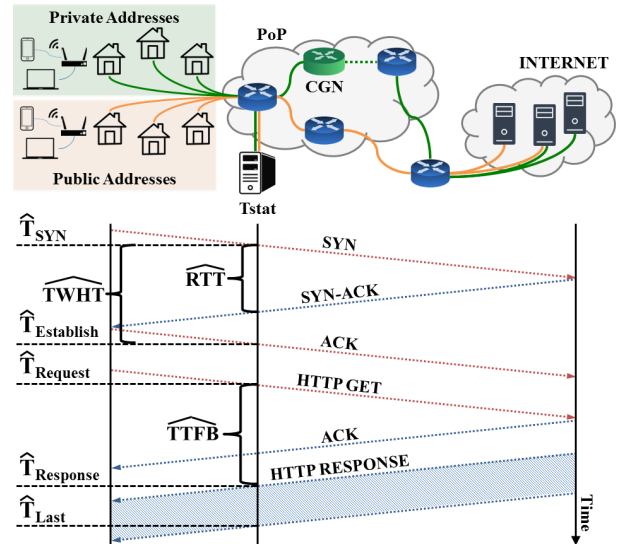 Private Addresses
PoP
CGN
INTERNET
Public Addresses
Tstat
T̂SYN
SYN
RTT
TWHT
SYN-ACK
T̂Establish
ACK
T̂Request
HTTP GET
TTFB
ACK
HTTP RESPONSE
T̂Response
T̂Last
Time